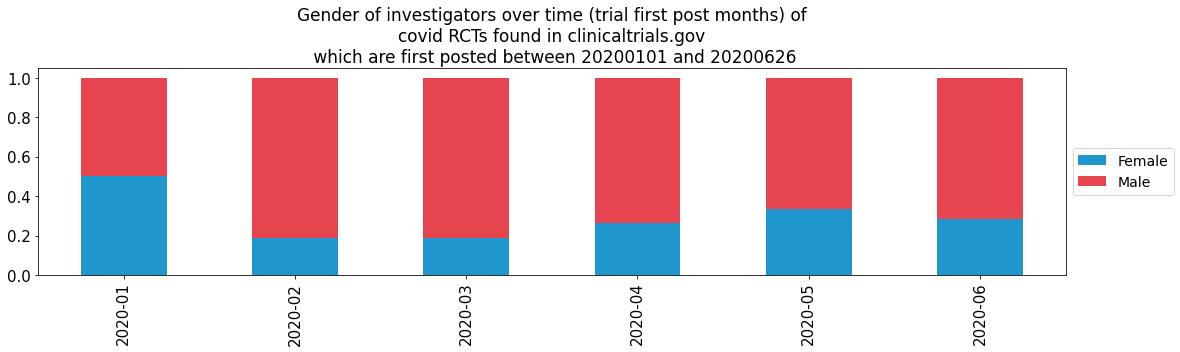 Gender of investigators over time (trial first post months) of
covid RCTs found in clinicaltrials.gov
which are first posted between 20200101 and 20200626
1.0
0.8
0.6
0.4
0.2
0.0
Female
Male
2020-01
2020-02
2020-03
2020-04
2020-05
2020-06